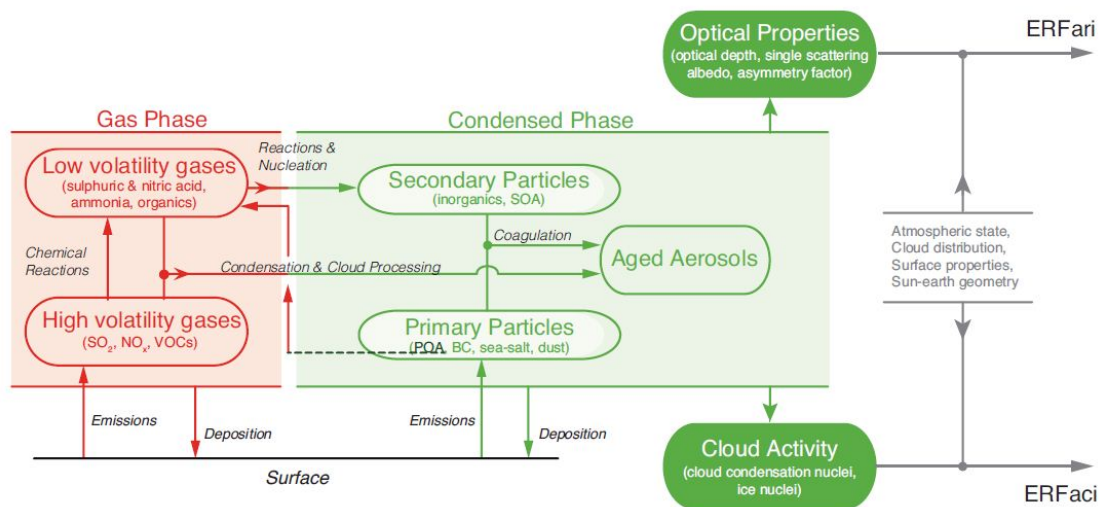 Optical Properties
(optical depth, single scattering
albedo, asymmetry factor)
ERFari
Gas Phase
Condensed Phase
Low volatility gases
(sulphuric & nitric acid,
ammonia, organics)
Reactions &
Nucleation
Secondary Particles
(inorganics, SOA)
Chemical
Reactions
Condensation & Cloud Processing
Coagulation
Aged Aerosols
Atmospheric state,
Cloud distribution,
Surface properties,
Sun-earth geometry
High volatility gases
(SO₂, NOₓ, VOCs)
Primary Particles
(POA, BC, sea-salt, dust)
Emissions
Deposition
Emissions
Deposition
Surface
Cloud Activity
(cloud condensation nuclei,
ice nuclei)
ERFaci